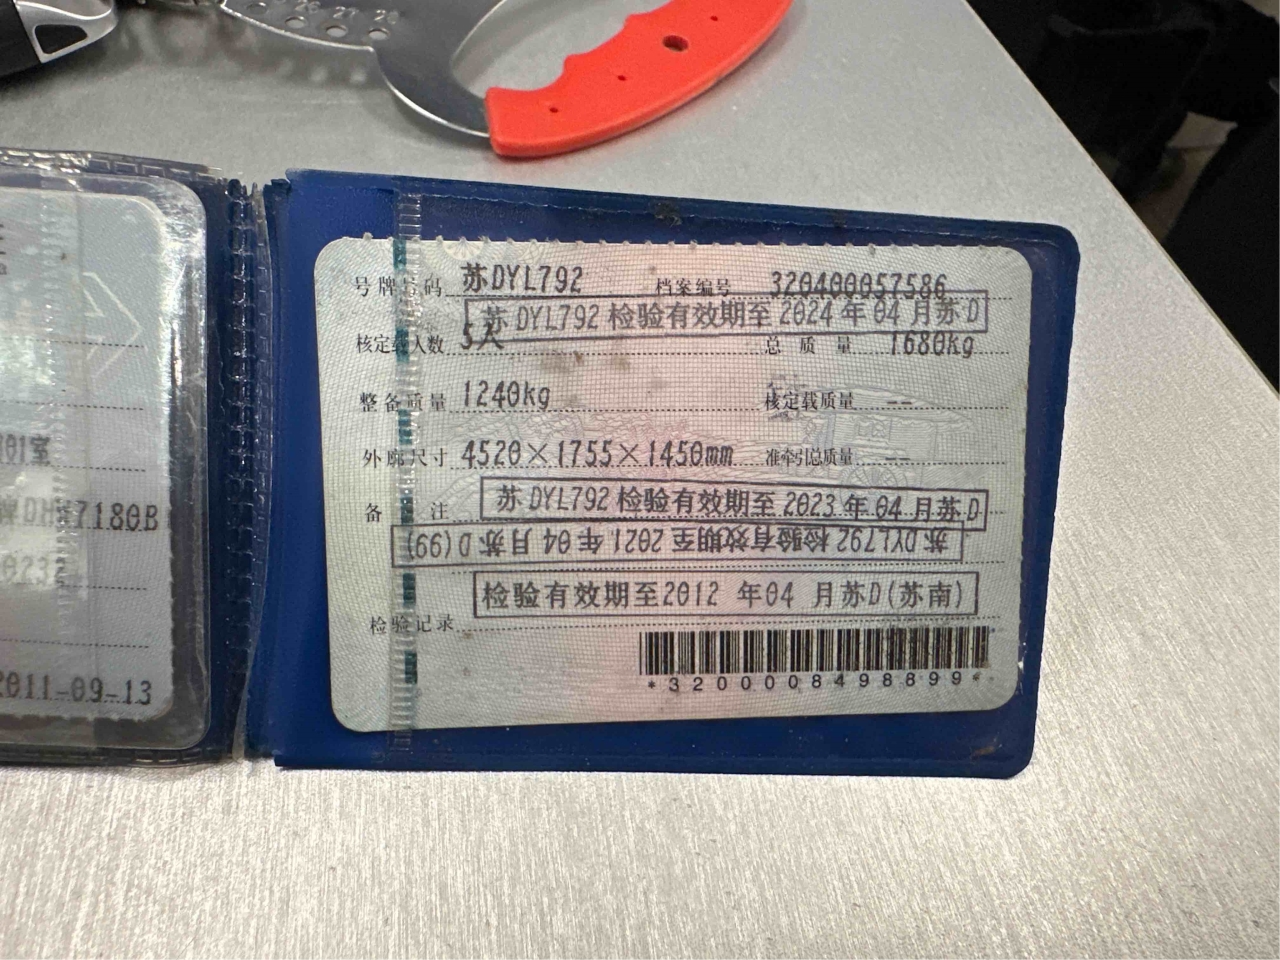 01室
7180B
2011-09-13
号牌号码 苏DYL792 档案编号 320400057586
苏DYL792检验有效期至2024年04月苏D
核定载人数 5人 总质量 1680kg
整备质量 1240kg 核定载质量 --
外廓尺寸 4520×1755×1450mm 准牵引总质量 --
备注 苏DYL792检验有效期至2023年04月苏D
苏DYL792检验有效期至2021年04月苏D(99)
检验有效期至2012年04月苏D(苏南)
检验记录
*3200008498899*